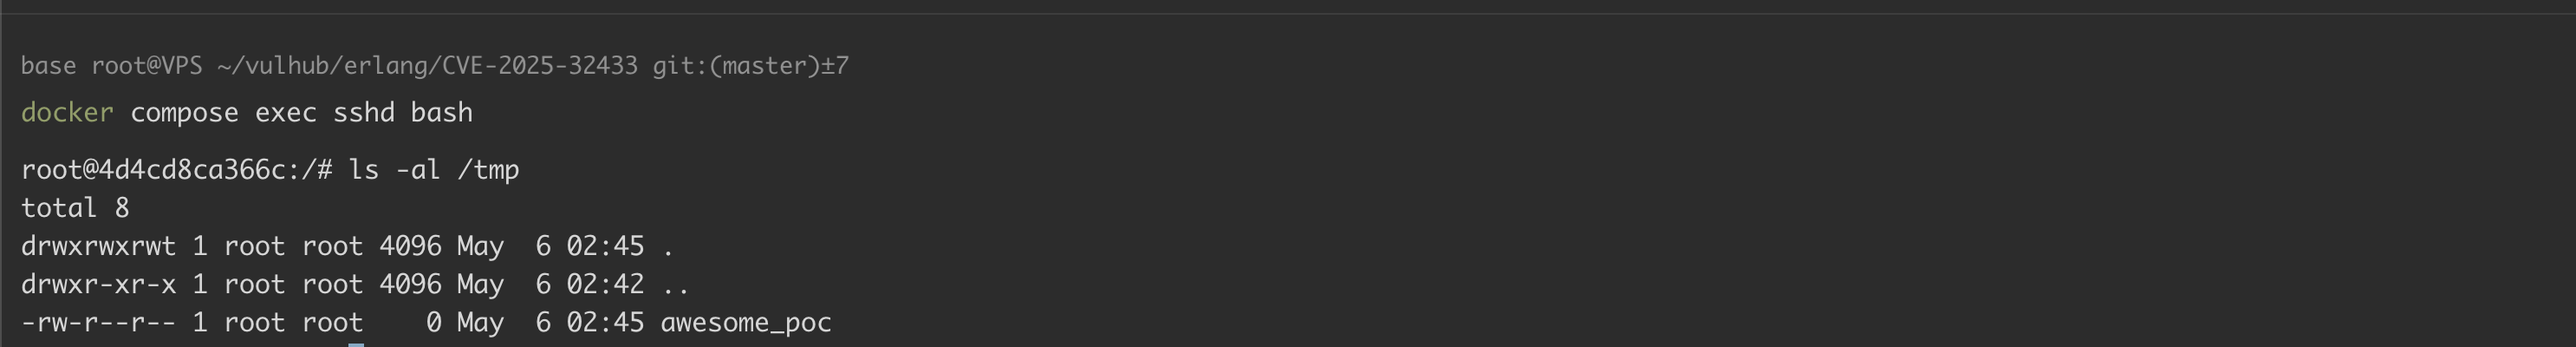 base root@VPS ~/vulhub/erlang/CVE-2025-32433 git:(master)±7
docker compose exec sshd bash
root@4d4cd8ca366c:/# ls -al /tmp
total 8
drwxrwxrwt 1 root root 4096 May  6 02:45 .
drwxr-xr-x 1 root root 4096 May  6 02:42 ..
-rw-r--r-- 1 root root    0 May  6 02:45 awesome_poc